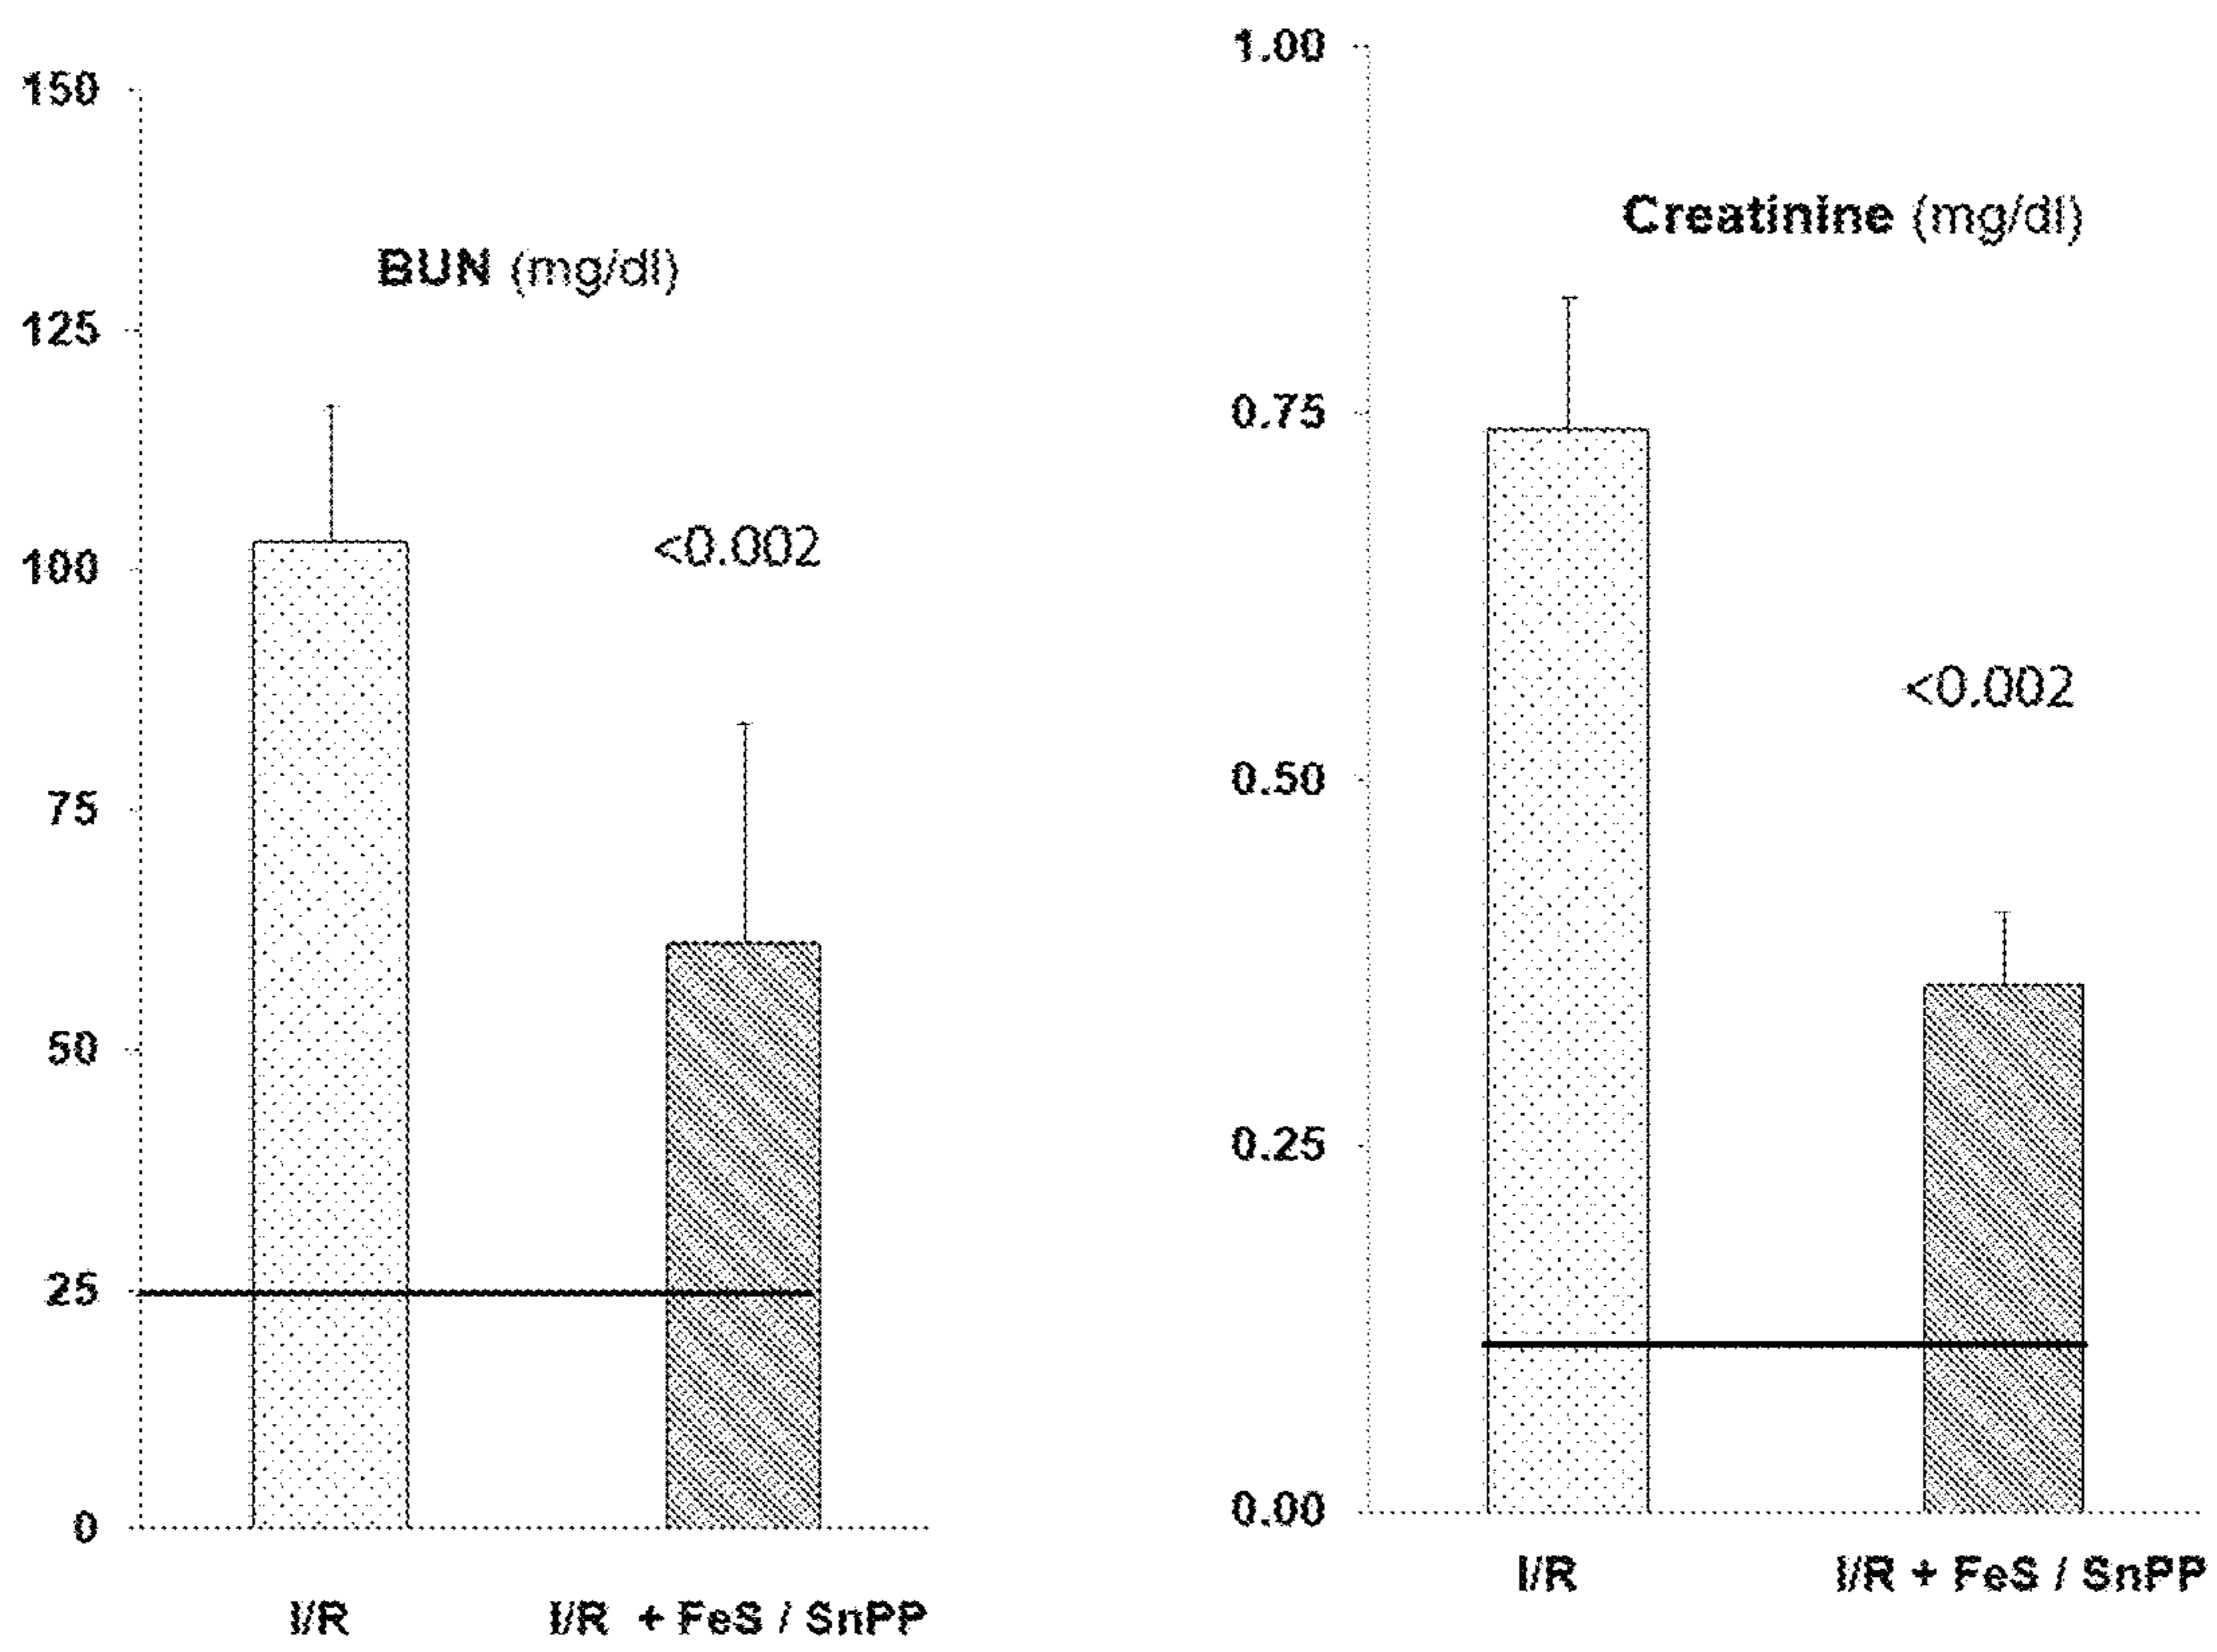 BUN (mg/dl)
150
125
100
75
50
25
0
<0.002
I/R
I/R + FeS / SnPP
Creatinine (mg/dl)
1.00
0.75
0.50
0.25
0.00
<0.002
I/R
I/R + FeS / SnPP